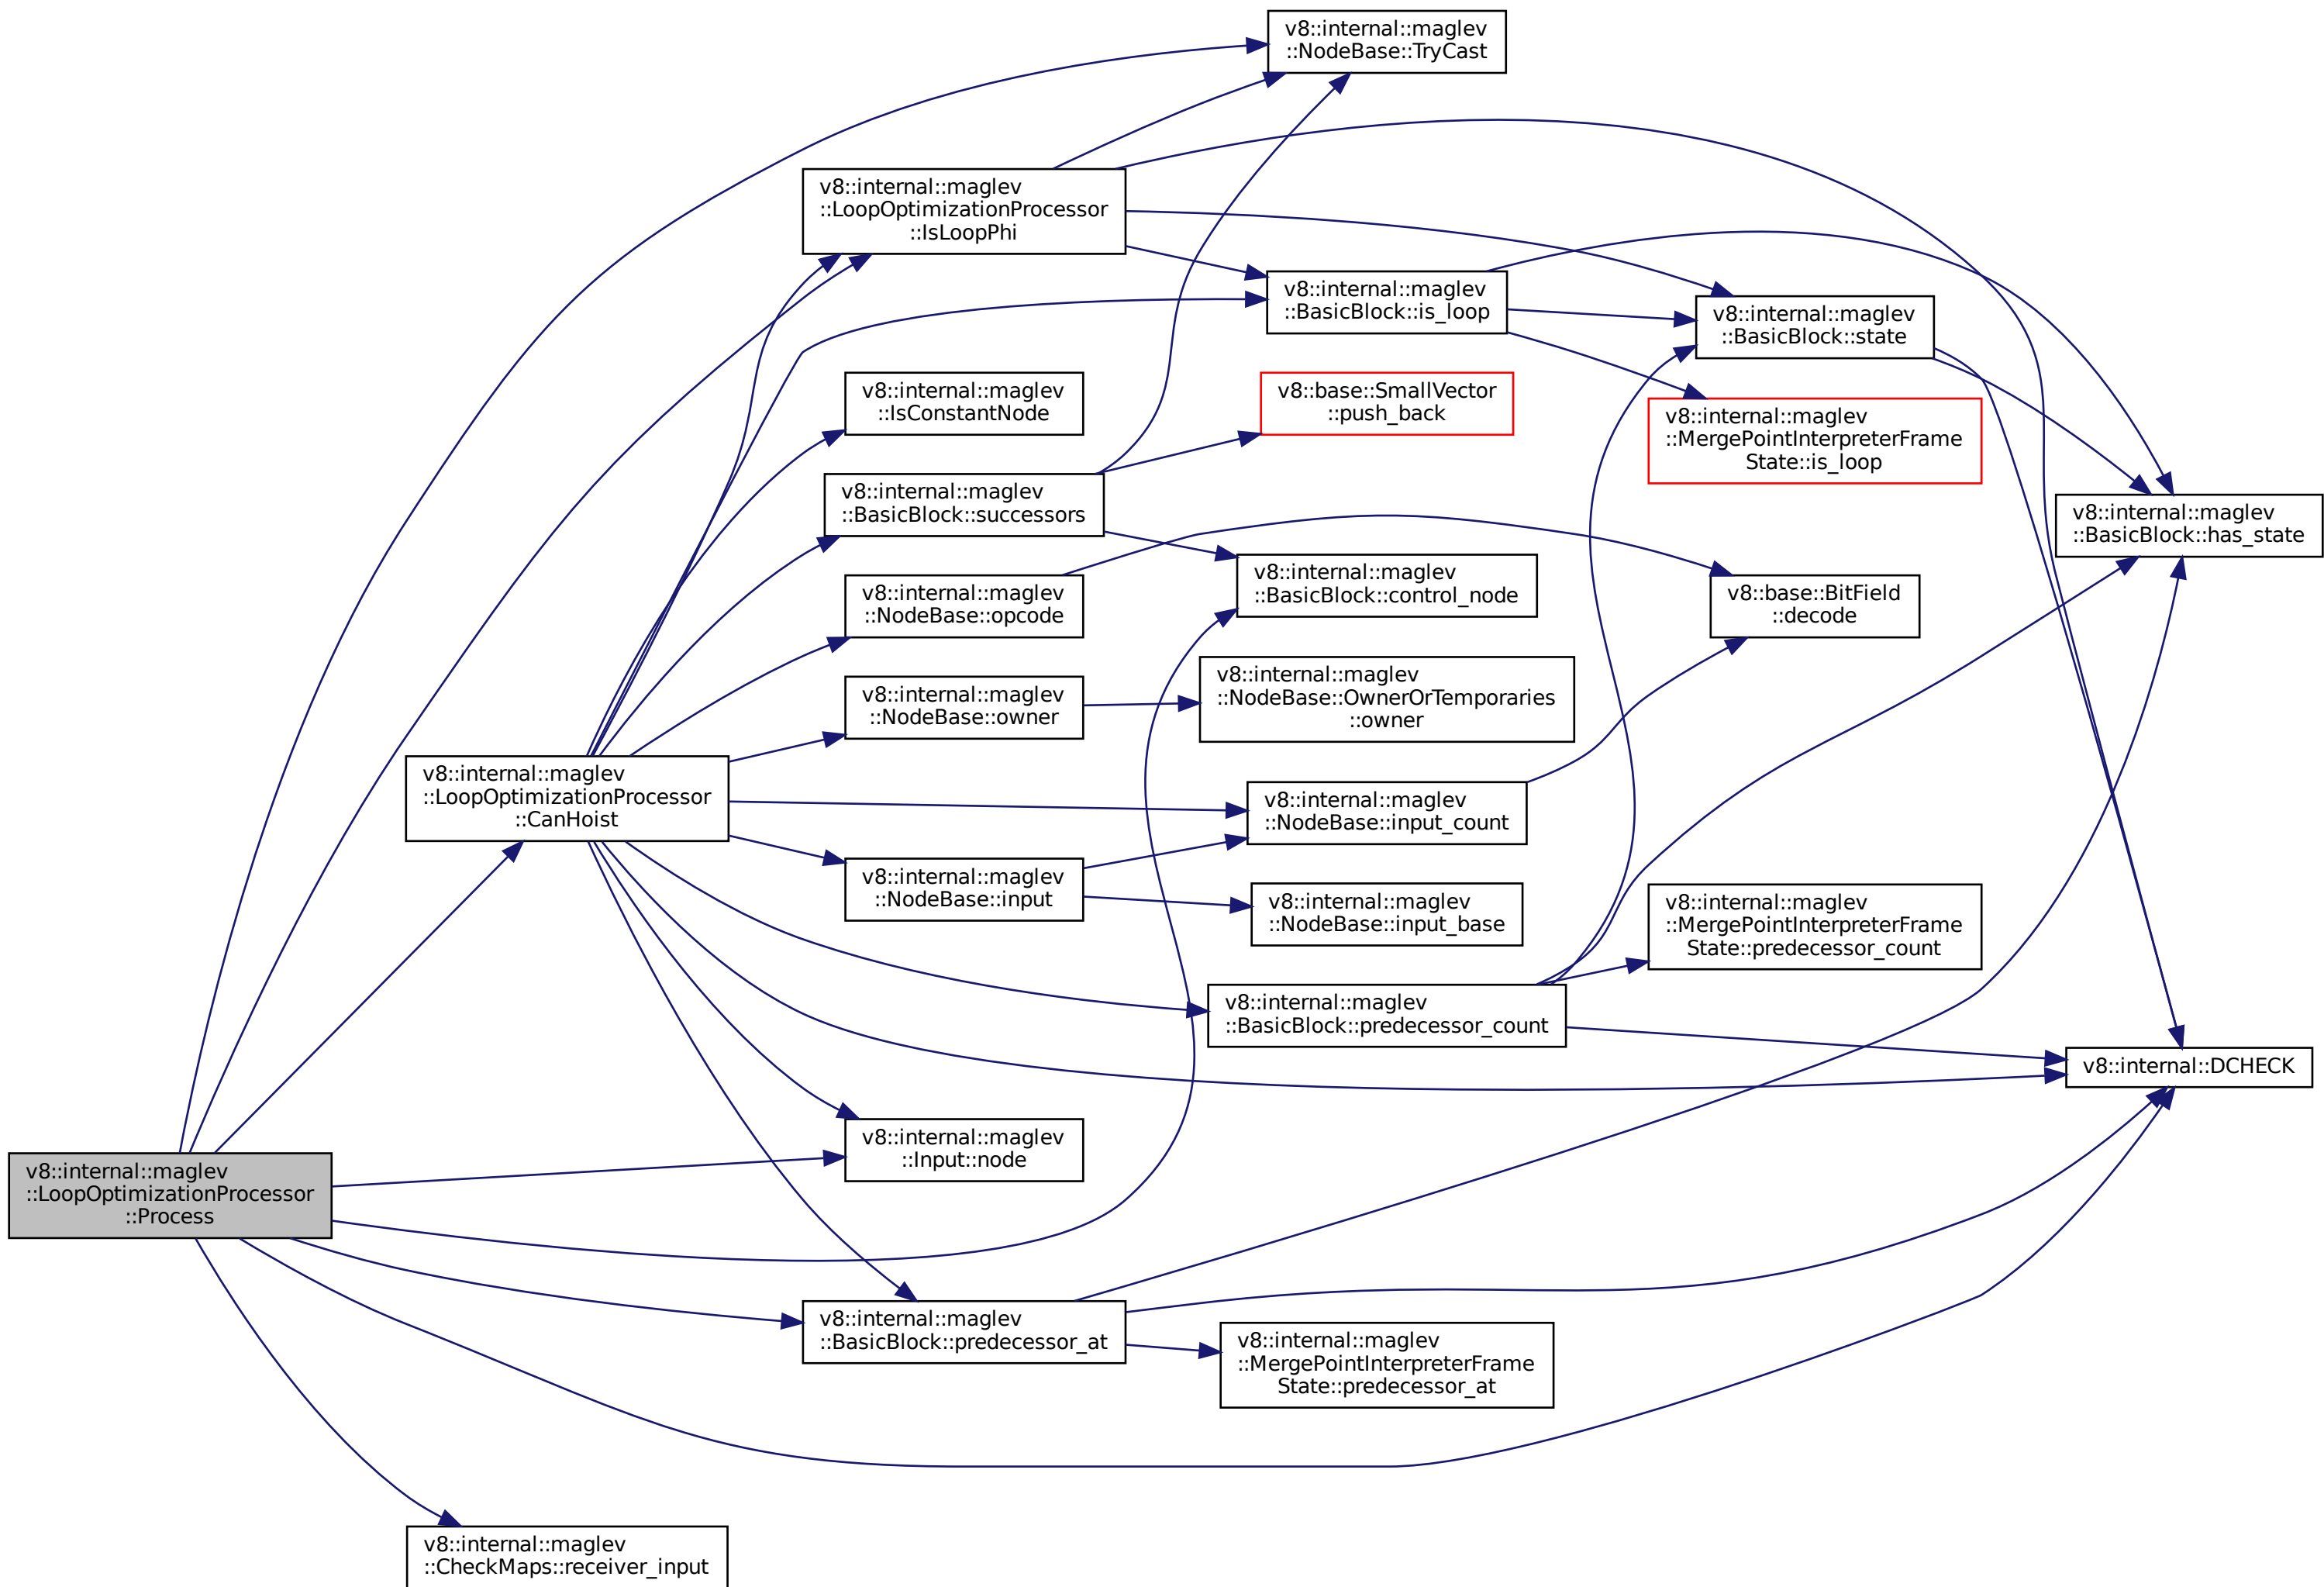 v8::internal::maglev
::NodeBase::TryCast
v8::internal::maglev
::LoopOptimizationProcessor
::IsLoopPhi
v8::internal::maglev
::BasicBlock::is_loop
v8::internal::maglev
::BasicBlock::state
v8::internal::maglev
::IsConstantNode
v8::base::SmallVector
::push_back
v8::internal::maglev
::MergePointInterpreterFrame
State::is_loop
v8::internal::maglev
::BasicBlock::successors
v8::internal::maglev
::BasicBlock::has_state
v8::internal::maglev
::BasicBlock::control_node
v8::internal::maglev
::NodeBase::opcode
v8::base::BitField
::decode
v8::internal::maglev
::NodeBase::owner
v8::internal::maglev
::NodeBase::OwnerOrTemporaries
::owner
v8::internal::maglev
::LoopOptimizationProcessor
::CanHoist
v8::internal::maglev
::NodeBase::input_count
v8::internal::maglev
::NodeBase::input
v8::internal::maglev
::NodeBase::input_base
v8::internal::maglev
::MergePointInterpreterFrame
State::predecessor_count
v8::internal::maglev
::BasicBlock::predecessor_count
v8::internal::DCHECK
v8::internal::maglev
::Input::node
v8::internal::maglev
::LoopOptimizationProcessor
::Process
v8::internal::maglev
::BasicBlock::predecessor_at
v8::internal::maglev
::MergePointInterpreterFrame
State::predecessor_at
v8::internal::maglev
::CheckMaps::receiver_input